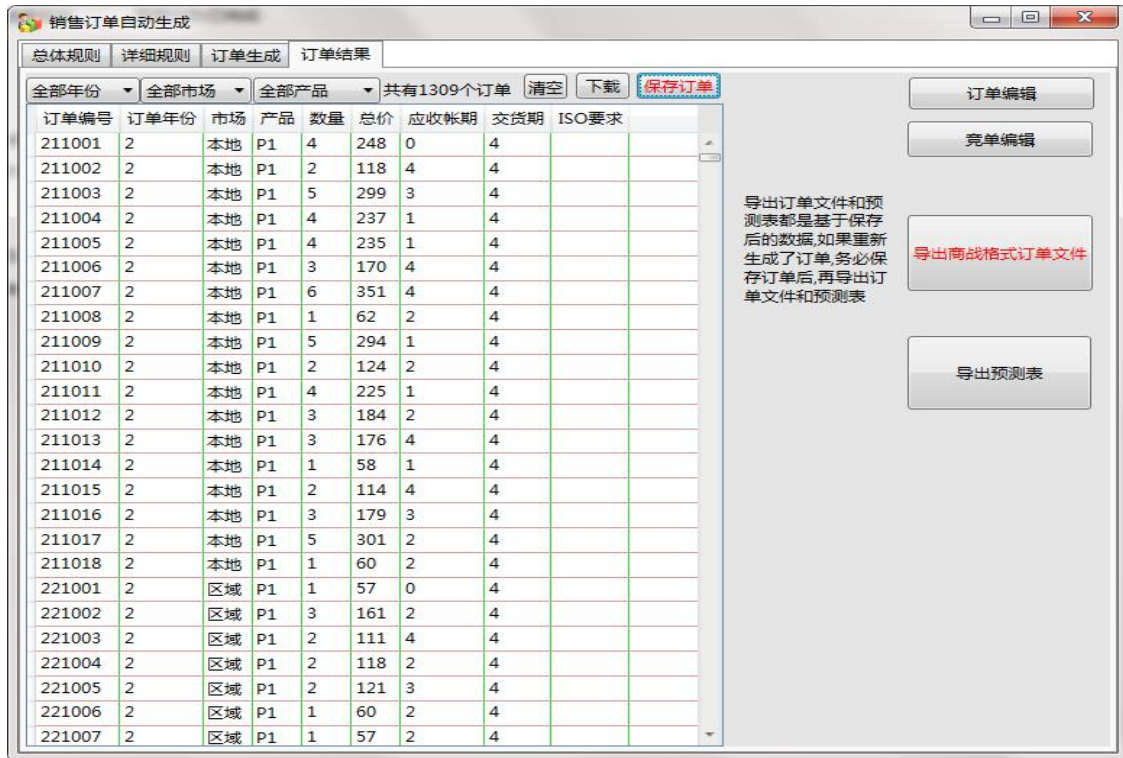 销售订单自动生成
总体规则 详细规则 订单生成 订单结果
全部年份 全部市场 全部产品 共有1309个订单 清空 下载 保存订单
订单编号 订单年份 市场 产品 数量 总价 应收帐期 交货期 ISO要求
211001 2 本地 P1 4 248 0 4
211002 2 本地 P1 2 118 4 4
211003 2 本地 P1 5 299 3 4
211004 2 本地 P1 4 237 1 4
211005 2 本地 P1 4 235 1 4
211006 2 本地 P1 3 170 4 4
211007 2 本地 P1 6 351 4 4
211008 2 本地 P1 1 62 2 4
211009 2 本地 P1 5 294 1 4
211010 2 本地 P1 2 124 2 4
211011 2 本地 P1 4 225 1 4
211012 2 本地 P1 3 184 2 4
211013 2 本地 P1 3 176 4 4
211014 2 本地 P1 1 58 1 4
211015 2 本地 P1 2 114 4 4
211016 2 本地 P1 3 179 3 4
211017 2 本地 P1 5 301 2 4
211018 2 本地 P1 1 60 2 4
221001 2 区域 P1 1 57 0 4
221002 2 区域 P1 3 161 2 4
221003 2 区域 P1 2 111 4 4
221004 2 区域 P1 2 118 2 4
221005 2 区域 P1 2 121 3 4
221006 2 区域 P1 1 60 2 4
221007 2 区域 P1 1 57 2 4
导出订单文件和预
测表都是基于保存
后的数据,如果重新
生成了订单,务必保
存订单后,再导出订
单文件和预测表
订单编辑
竞单编辑
导出商战格式订单文件
导出预测表